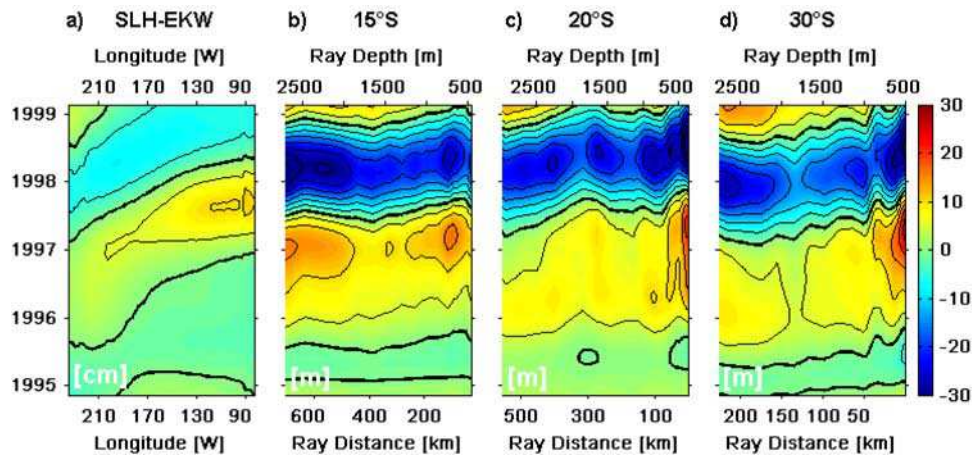 a) SLH-EKW b) 15°S c) 20°S d) 30°S
Longitude [W] Ray Depth [m] Ray Depth [m] Ray Depth [m]
210 170 130 90 2500 1500 500 2500 1500 500 2500 1500 500
1999
1998
1997
1996
1995
[cm] [m] [m] [m]
30
20
10
0
-10
-20
-30
210 170 130 90 600 400 200 500 300 100 200 150 100 50
Longitude [W] Ray Distance [km] Ray Distance [km] Ray Distance [km]